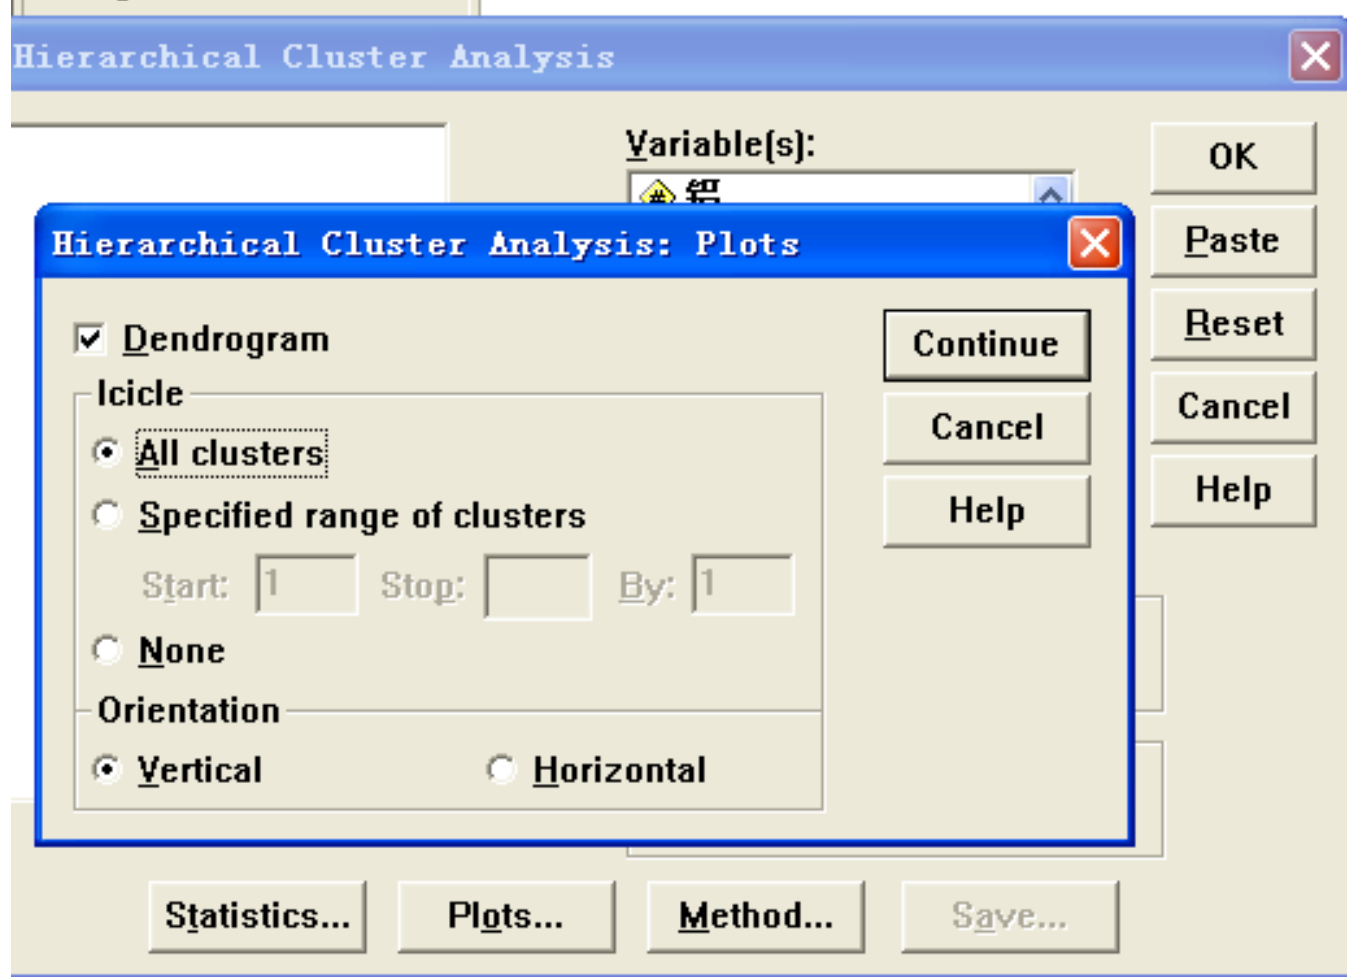 Hierarchical Cluster Analysis
Variable(s):
OK
Paste
Reset
Cancel
Help
Hierarchical Cluster Analysis: Plots
Dendrogram
Continue
Cancel
Help
Icicle
All clusters
Specified range of clusters
Start: 1 Stop: By: 1
None
Orientation
Vertical Horizontal
Statistics... Plots... Method... Save...